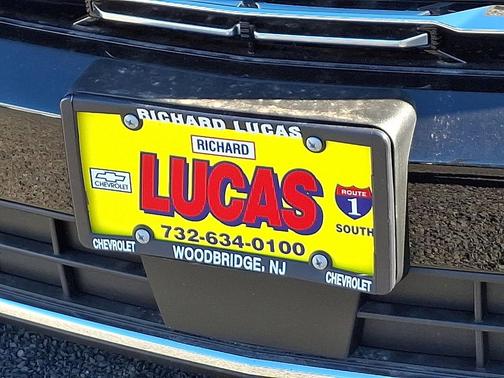 RICHARD LUCAS
RICHARD
LUCAS
CHEVROLET
ROUTE
1
SOUTH
732-634-0100
CHEVROLET
WOODBRIDGE, NJ
CHEVROLET